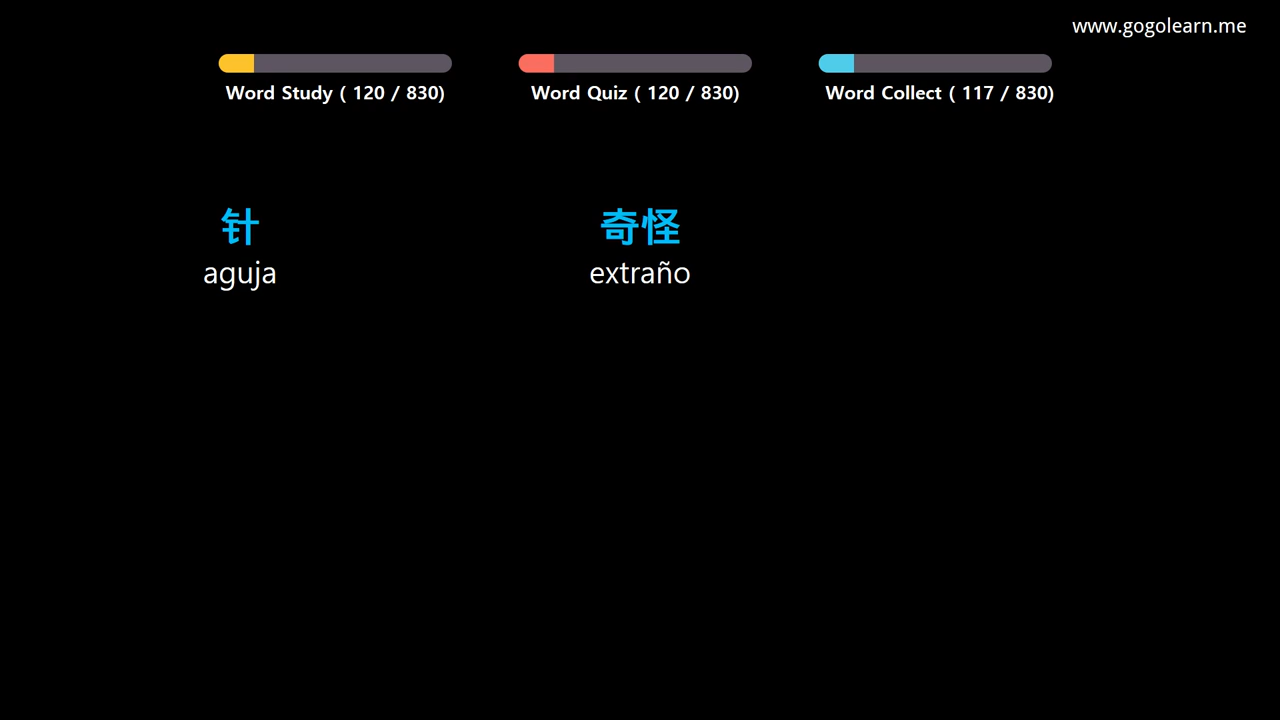 www.gogolearn.me
Word Study ( 120 / 830)
Word Quiz ( 120 / 830)
Word Collect ( 117 / 830)
针
aguja
奇怪
extraño